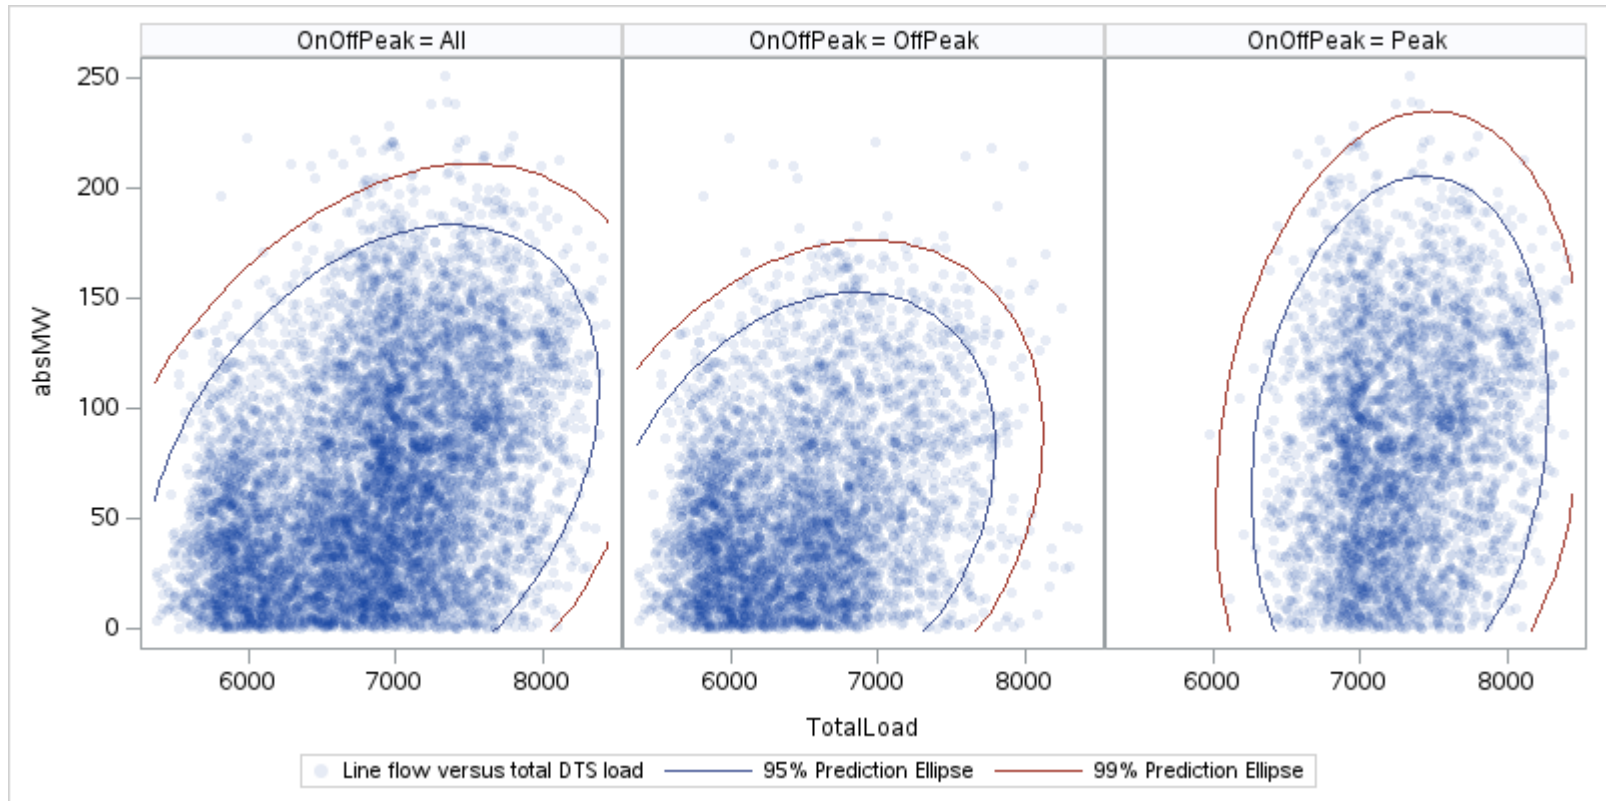 OnOffPeak = All
OnOffPeak = OffPeak
OnOffPeak = Peak
250
200
150
100
50
0
absMW
6000 7000 8000
6000 7000 8000
6000 7000 8000
TotalLoad
Line flow versus total DTS load
95% Prediction Ellipse
99% Prediction Ellipse